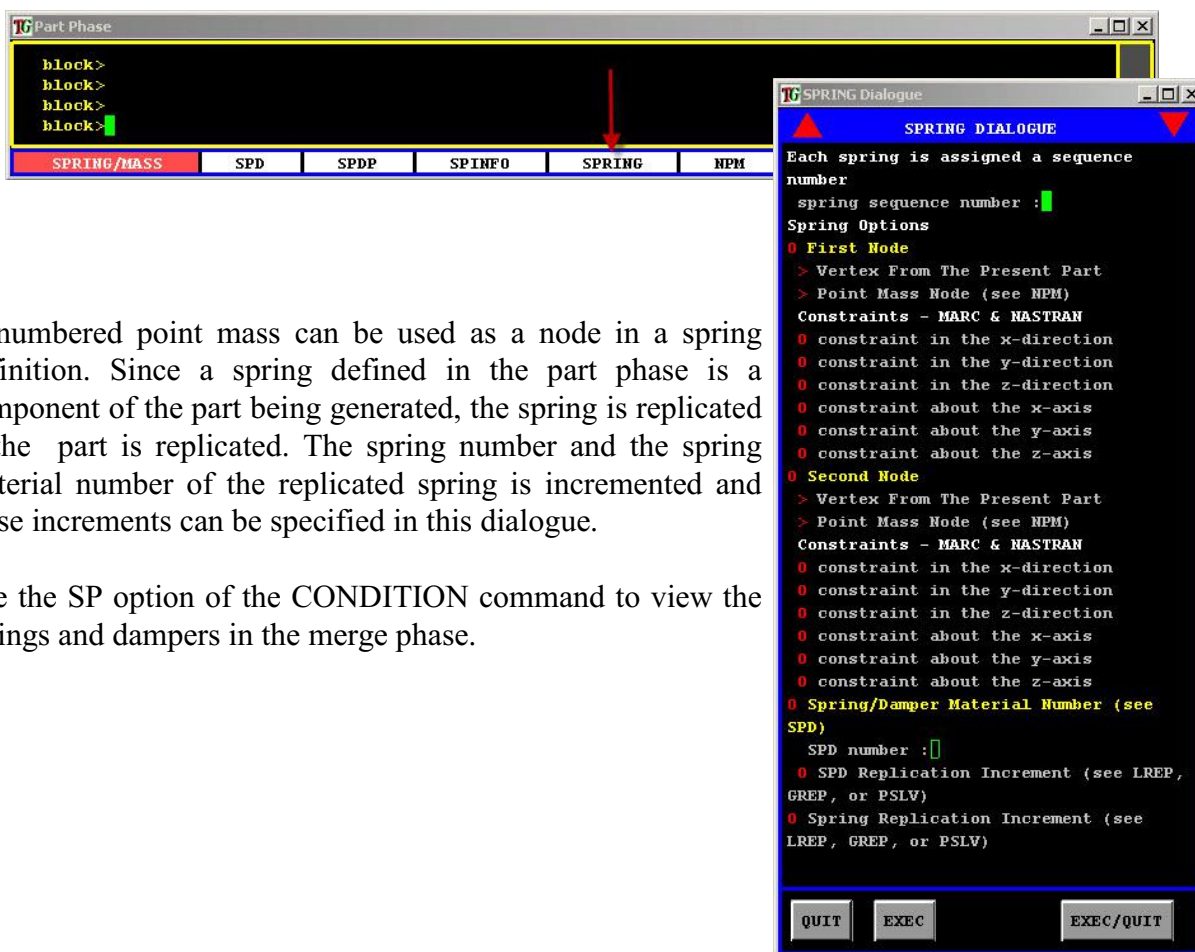 TG Part Phase
block>
block>
block>
block>
SPRING/MASS SPD SPDP SPINFO SPRING NPM
TG SPRING Dialogue
SPRING DIALOGUE
Each spring is assigned a sequence
number
spring sequence number :
Spring Options
0 First Node
> Vertex From The Present Part
> Point Mass Node (see NPM)
Constraints - MARC & NASTRAN
0 constraint in the x-direction
0 constraint in the y-direction
0 constraint in the z-direction
0 constraint about the x-axis
0 constraint about the y-axis
0 constraint about the z-axis
0 Second Node
> Vertex From The Present Part
> Point Mass Node (see NPM)
Constraints - MARC & NASTRAN
0 constraint in the x-direction
0 constraint in the y-direction
0 constraint in the z-direction
0 constraint about the x-axis
0 constraint about the y-axis
0 constraint about the z-axis
0 Spring/Damper Material Number (see
SPD)
SPD number :
0 SPD Replication Increment (see LREP,
GREP, or PSLV)
0 Spring Replication Increment (see
LREP, GREP, or PSLV)
QUIT EXEC EXEC/QUIT
numbered point mass can be used as a node in a spring
finition. Since a spring defined in the part phase is a
mponent of the part being generated, the spring is replicated
the part is replicated. The spring number and the spring
terial number of the replicated spring is incremented and
se increments can be specified in this dialogue.
e the SP option of the CONDITION command to view the
ings and dampers in the merge phase.